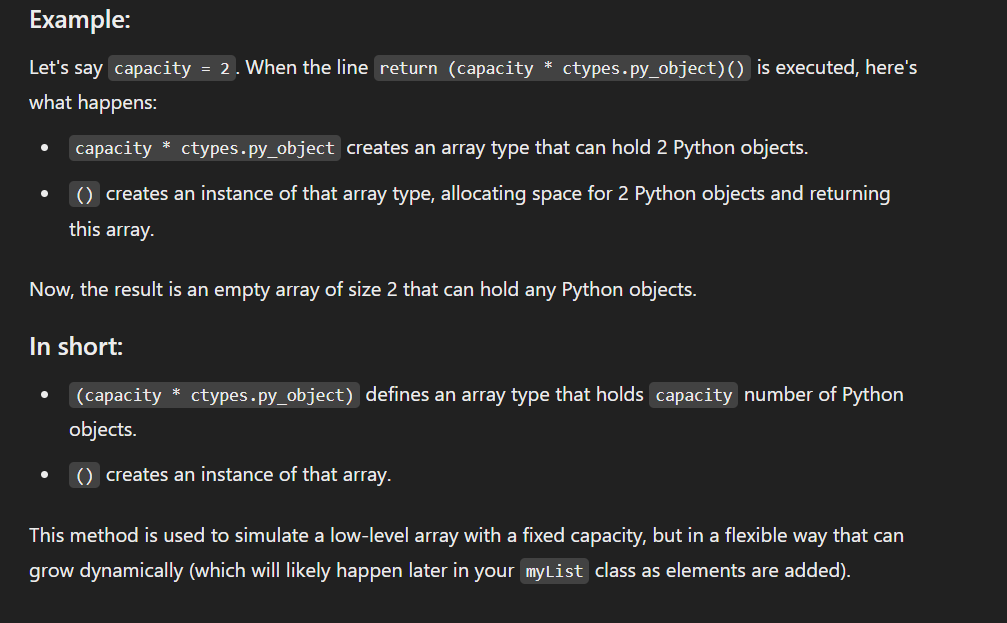 Example:
Let's say capacity = 2. When the line return (capacity * ctypes.py_object)() is executed, here's
what happens:
• capacity * ctypes.py_object creates an array type that can hold 2 Python objects.
• () creates an instance of that array type, allocating space for 2 Python objects and returning
this array.
Now, the result is an empty array of size 2 that can hold any Python objects.
In short:
• (capacity * ctypes.py_object) defines an array type that holds capacity number of Python
objects.
• () creates an instance of that array.
This method is used to simulate a low-level array with a fixed capacity, but in a flexible way that can
grow dynamically (which will likely happen later in your myList class as elements are added).